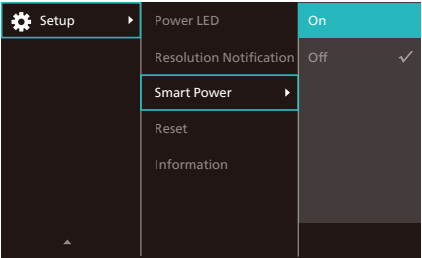 Setup
Power LED
Resolution Notification
Smart Power
Reset
Information
On
Off